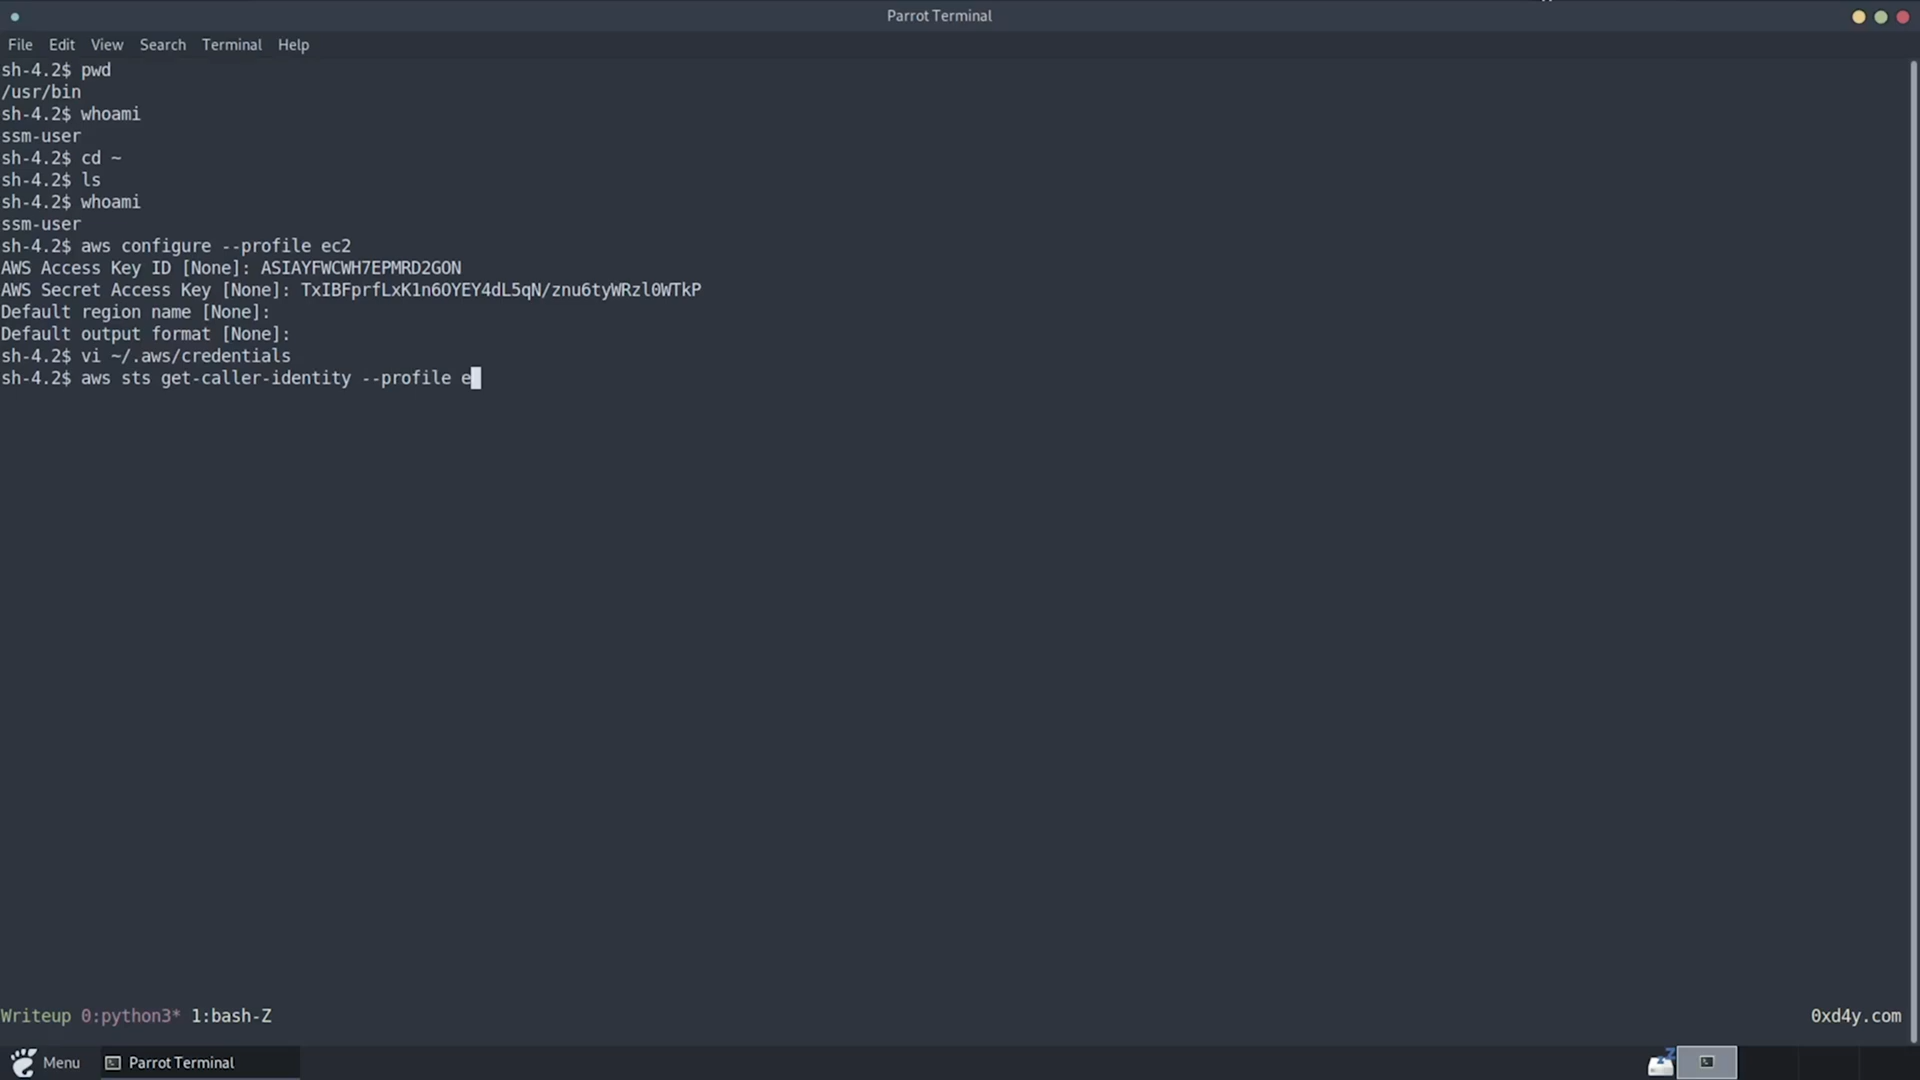 Parrot Terminal
File Edit View Search Terminal Help
sh-4.2$ pwd
/usr/bin
sh-4.2$ whoami
ssm-user
sh-4.2$ cd ~
sh-4.2$ ls
sh-4.2$ whoami
ssm-user
sh-4.2$ aws configure --profile ec2
AWS Access Key ID [None]: ASIAYFWCWH7EPMRD2GON
AWS Secret Access Key [None]: TxIBFprfLxK1n6OYEY4dL5qN/znu6tyWRzl0WTkP
Default region name [None]:
Default output format [None]:
sh-4.2$ vi ~/.aws/credentials
sh-4.2$ aws sts get-caller-identity --profile e
Writeup 0:python3* 1:bash-Z 0xd4y.com
Menu Parrot Terminal